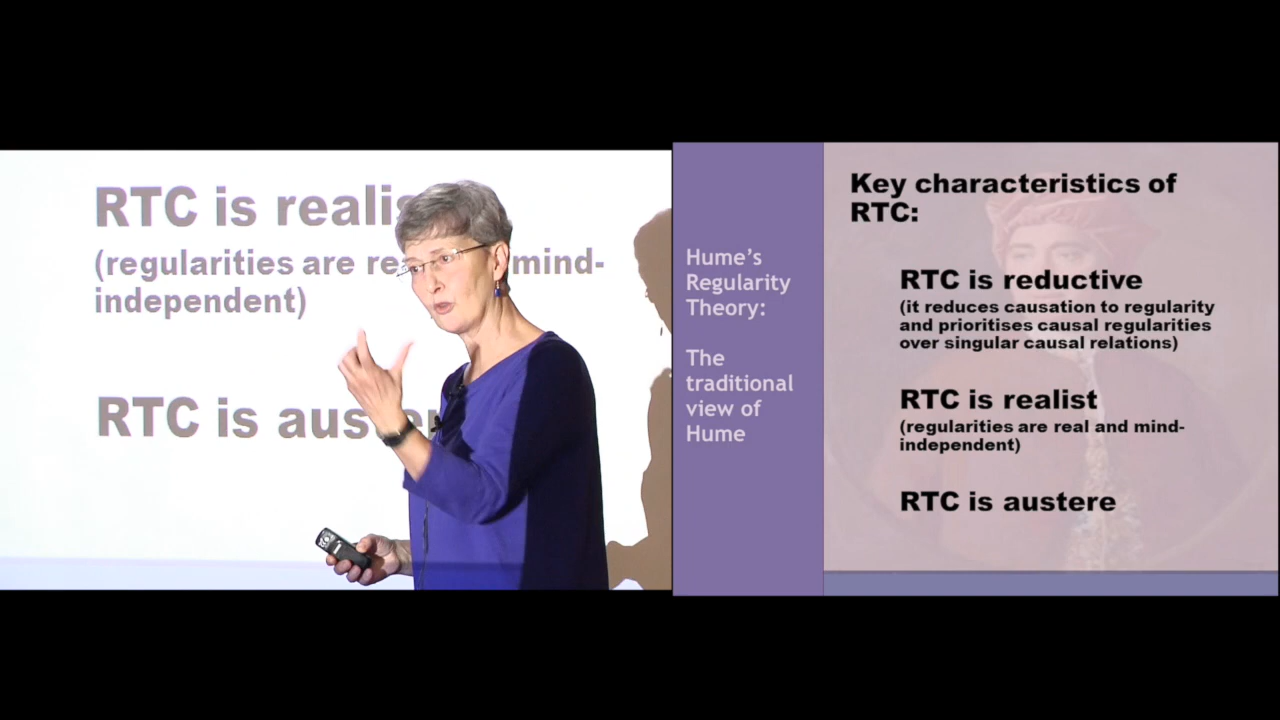 RTC is realis
(regularities are rea mind-
independent)
RTC is auster
Hume's
Regularity
Theory:
The
traditional
view of
Hume
Key characteristics of
RTC:
RTC is reductive
(it reduces causation to regularity
and prioritises causal regularities
over singular causal relations)
RTC is realist
(regularities are real and mind-
independent)
RTC is austere